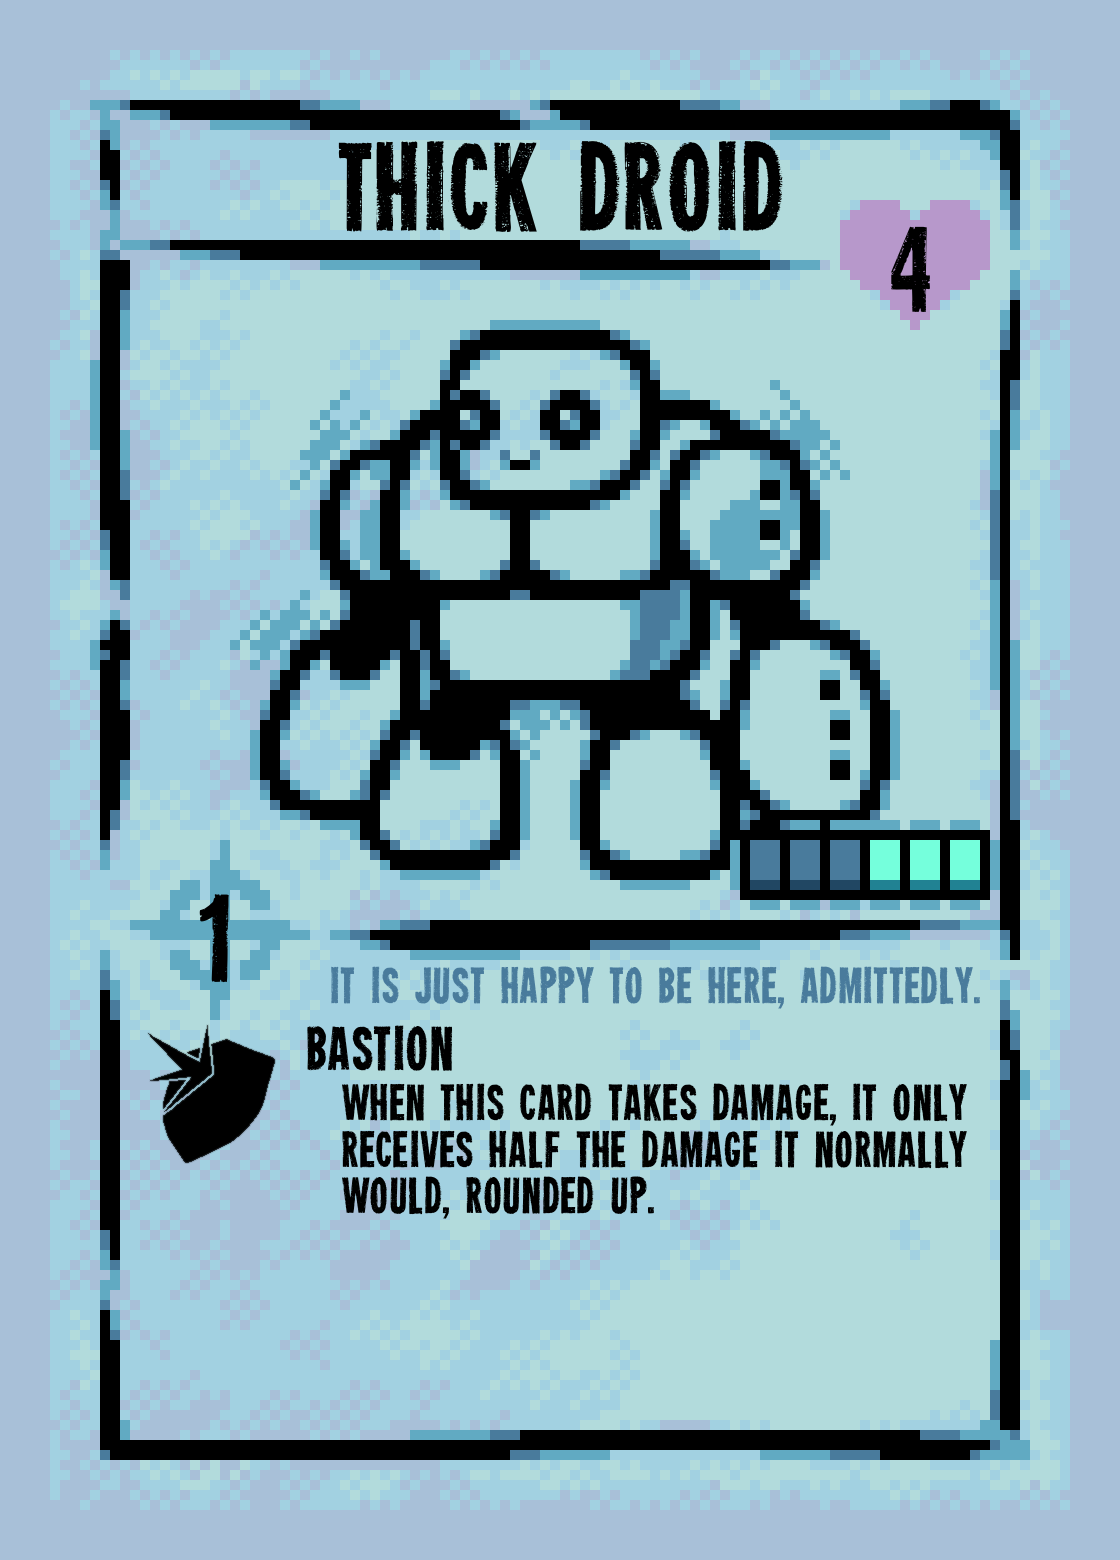 THICK DROID
4
1
IT IS JUST HAPPY TO BE HERE, ADMITTEDLY.
BASTION
WHEN THIS CARD TAKES DAMAGE, IT ONLY
RECEIVES HALF THE DAMAGE IT NORMALLY
WOULD, ROUNDED UP.